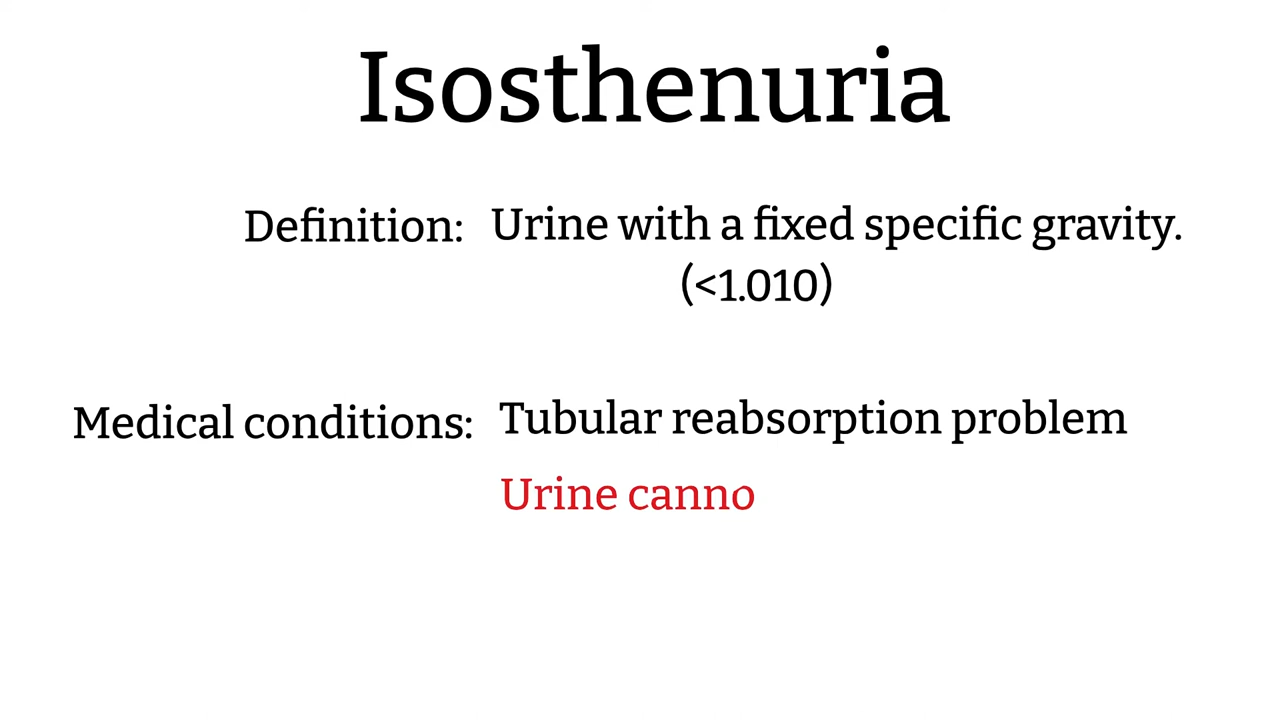 Isosthenuria
Definition: Urine with a fixed specific gravity.
(<1.010)
Medical conditions: Tubular reabsorption problem
Urine canno